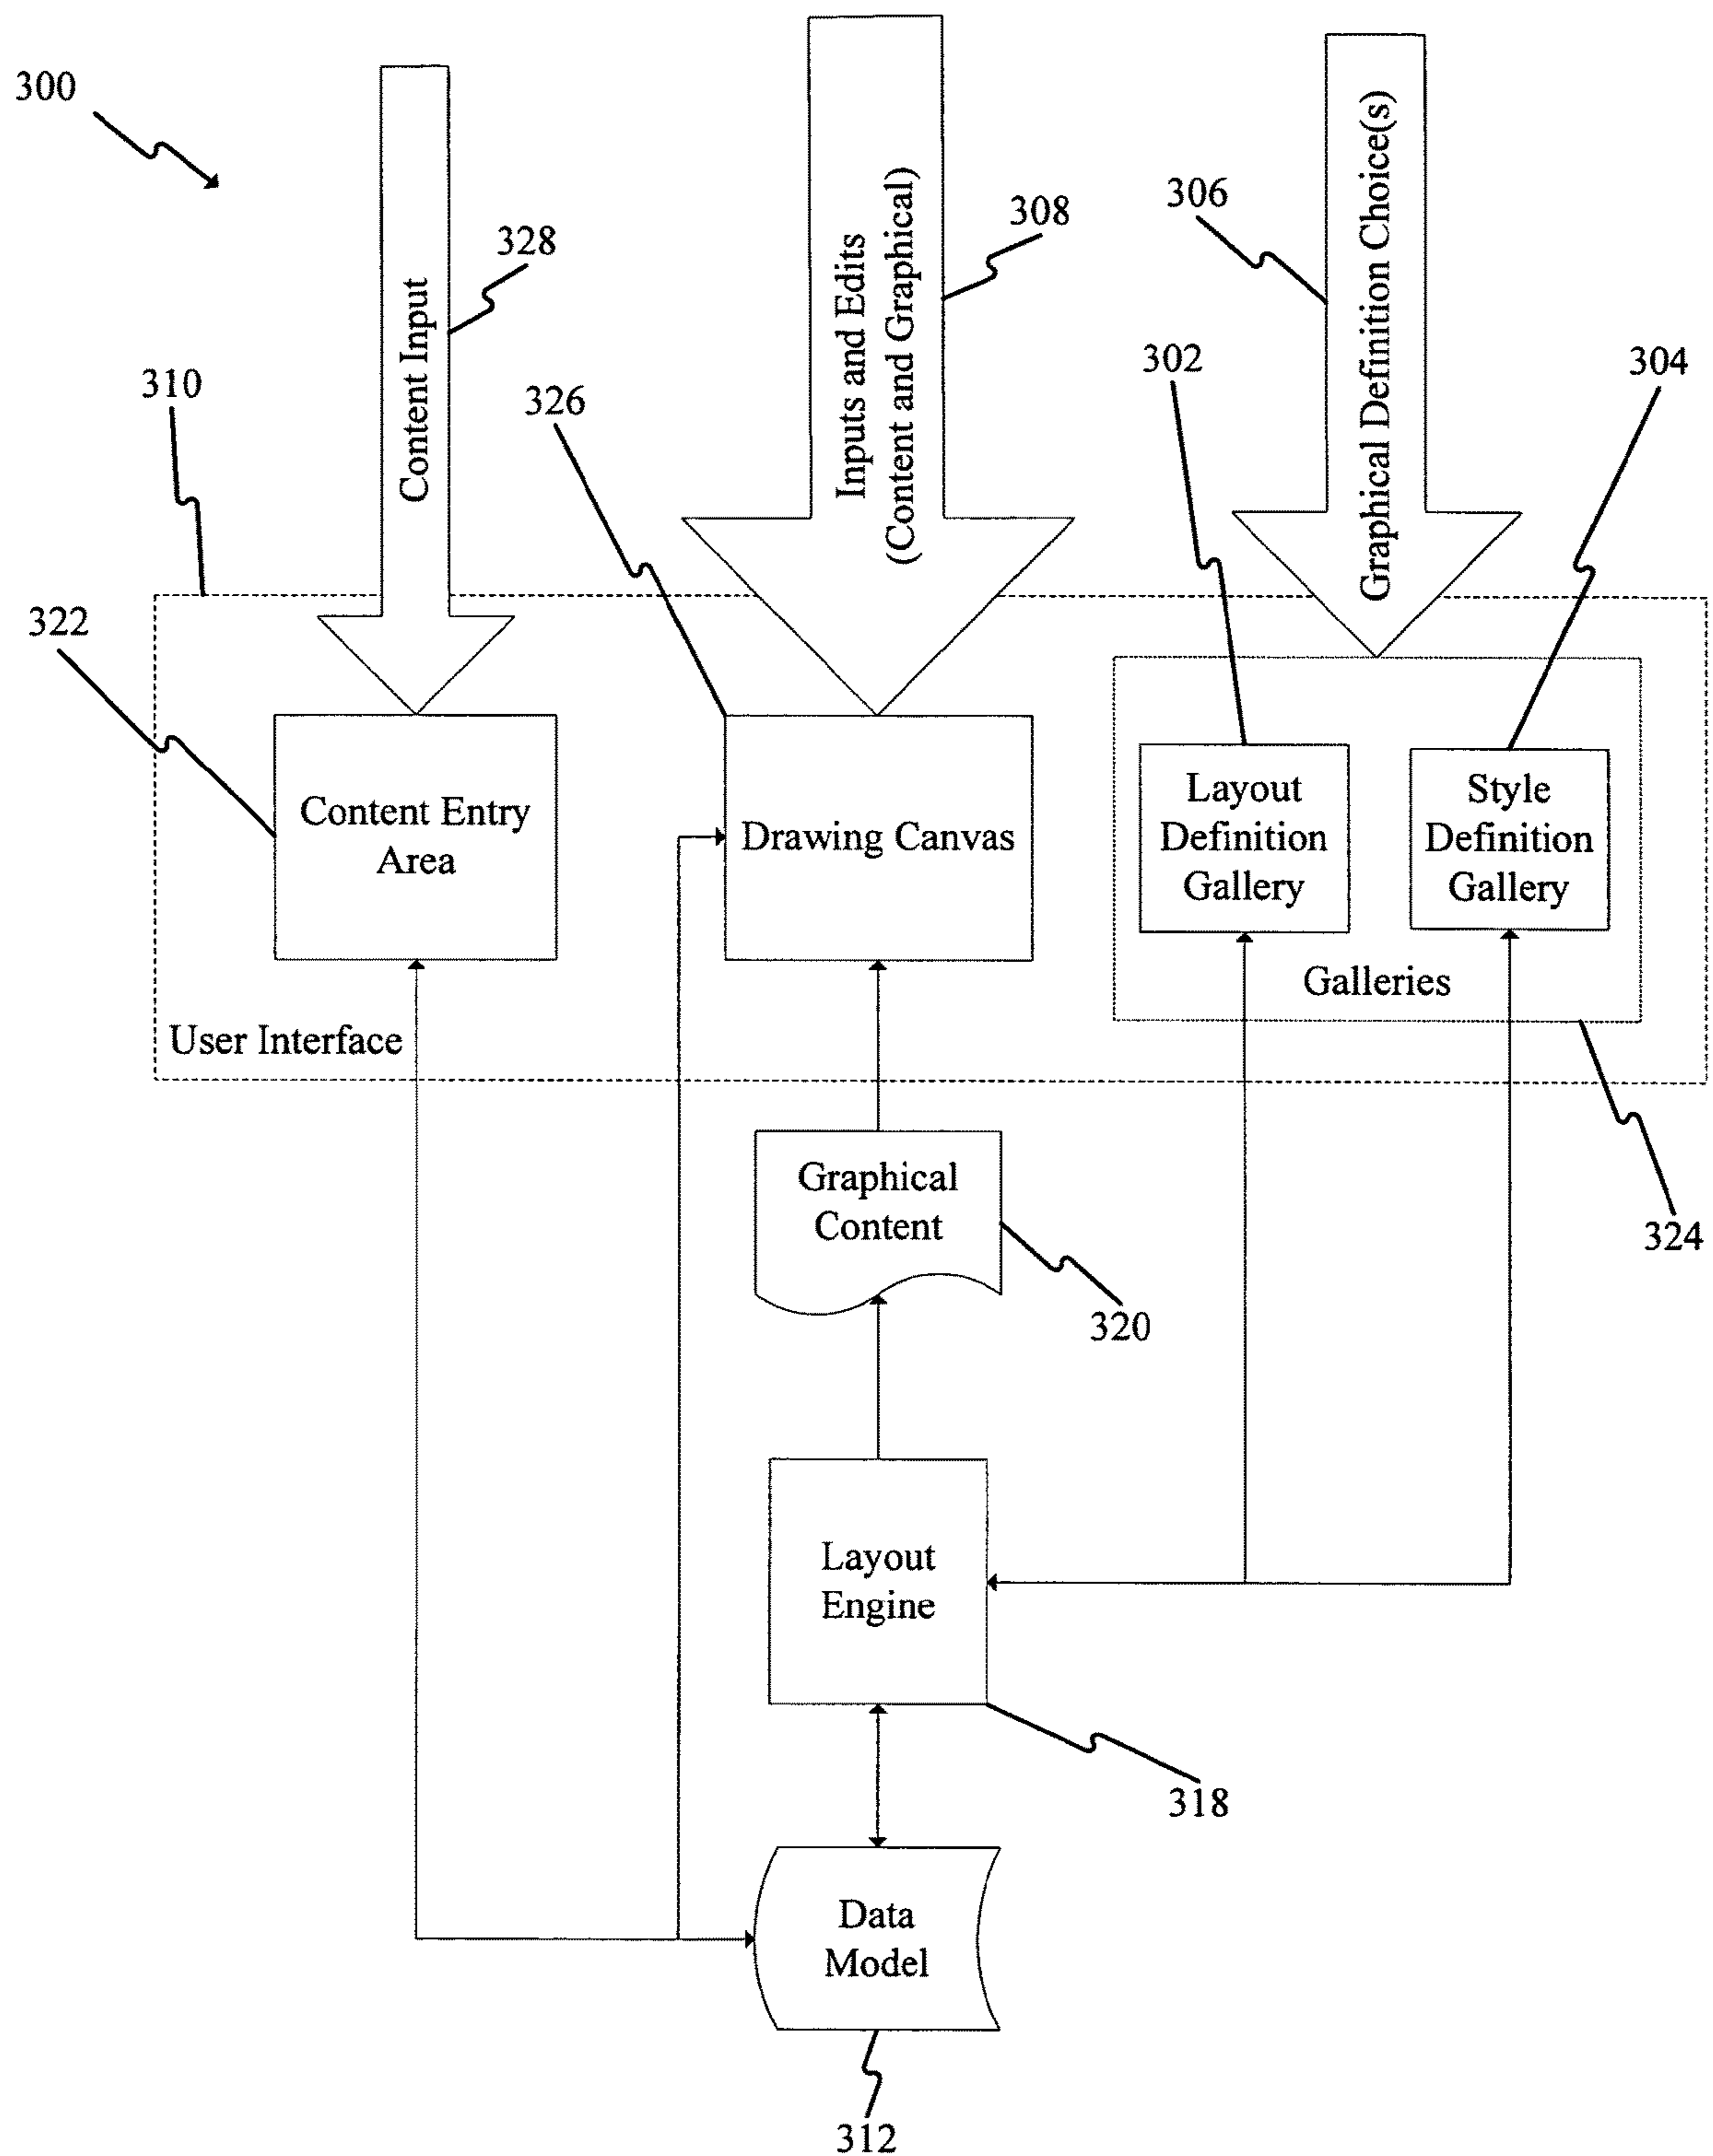 300
328
Content Input
Inputs and Edits
(Content and Graphical)
308
306
Graphical Definition Choice(s)
302
304
310
326
322
Content Entry
Area
Drawing Canvas
Layout
Definition
Gallery
Style
Definition
Gallery
Galleries
User Interface
Graphical
Content
324
320
Layout
Engine
318
Data
Model
312